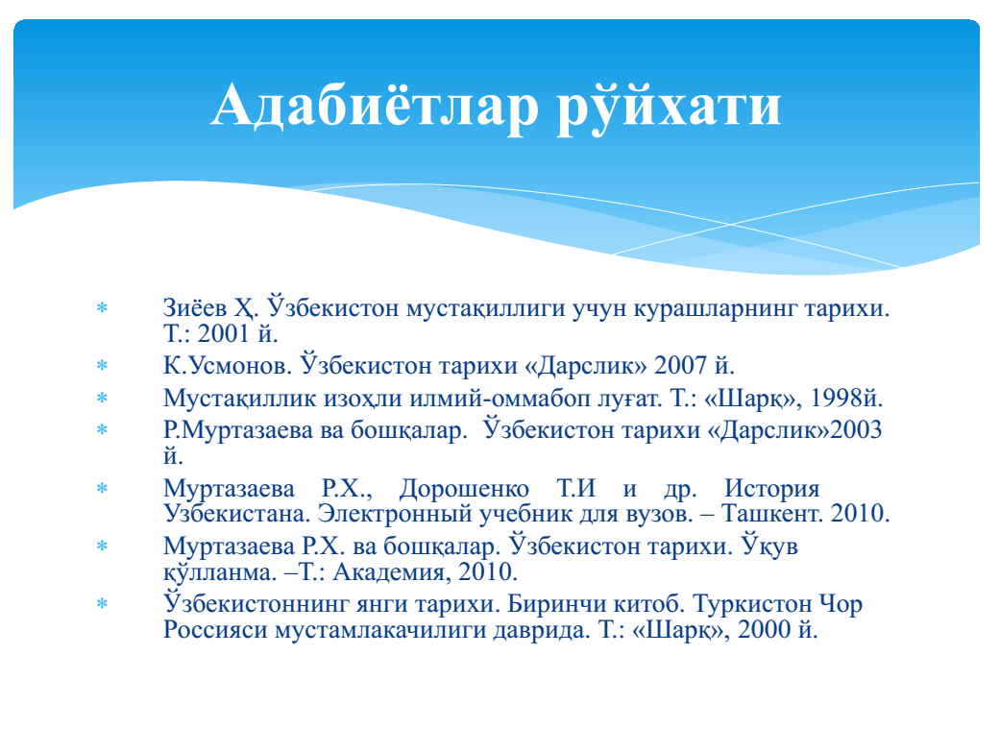 Адабиётлар рўйхати
* Зиёев Ҳ. Ўзбекистон мустақиллиги учун курашларнинг тарихи.
Т.: 2001 й.
* К.Усмонов. Ўзбекистон тарихи «Дарслик» 2007 й.
* Мустақиллик изоҳли илмий-оммабоп луғат. Т.: «Шарқ», 1998й.
* Р.Муртазаева ва бошқалар. Ўзбекистон тарихи «Дарслик»2003
й.
* Муртазаева Р.Х., Дорошенко Т.И и др. История
Узбекистана. Электронный учебник для вузов. – Ташкент. 2010.
* Муртазаева Р.Х. ва бошқалар. Ўзбекистон тарихи. Ўқув
қўлланма. –Т.: Академия, 2010.
* Ўзбекистоннинг янги тарихи. Биринчи китоб. Туркистон Чор
Россияси мустамлакачилиги даврида. Т.: «Шарқ», 2000 й.